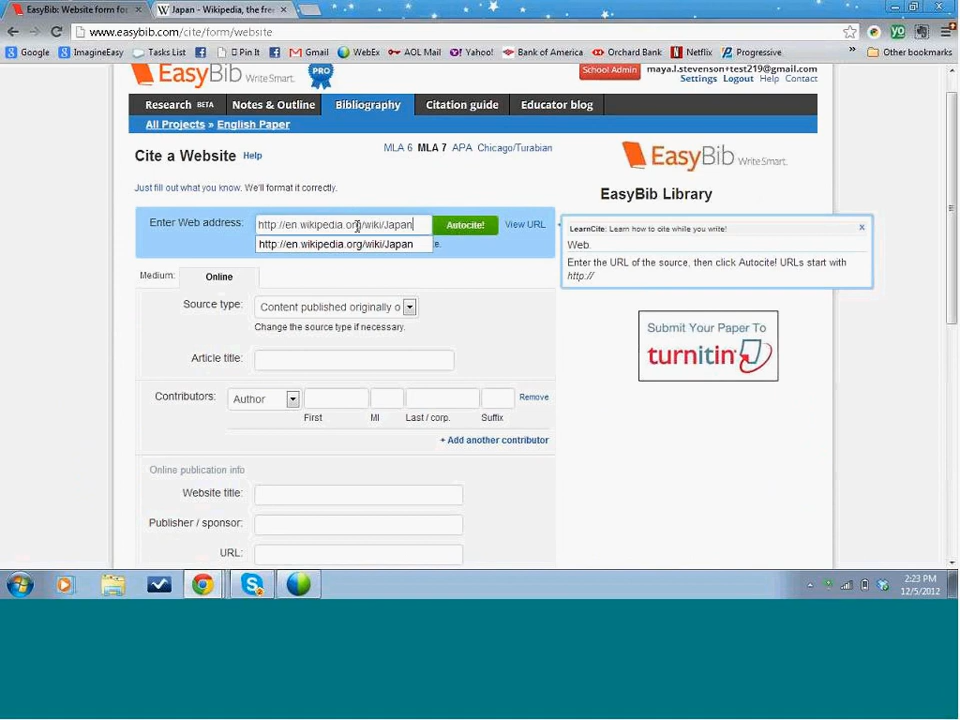 EasyBib: Website form for
Japan - Wikipedia, the free
www.easybib.com/cite/form/website
Google ImagineEasy Tasks List Pin It Gmail WebEx AOL Mail Yahoo! Bank of America Orchard Bank Netflix Progressive » Other bookmarks
EasyBib WriteSmart. PRO
School Admin maya.l.stevenson+test219@gmail.com
Settings Logout Help Contact
Research BETA Notes & Outline Bibliography Citation guide Educator blog
All Projects » English Paper
Cite a Website Help
MLA 6 MLA 7 APA Chicago/Turabian
EasyBib WriteSmart.
Just fill out what you know. We'll format it correctly.
EasyBib Library
Enter Web address: http://en.wikipedia.org/wiki/Japan Autocite! View URL
http://en.wikipedia.org/wiki/Japan
LearnCite: Learn how to cite while you write! x
Web
Enter the URL of the source, then click Autocite! URLs start with
http://
Medium: Online
Source type: Content published originally o
Change the source type if necessary.
Submit Your Paper To
turnitin
Article title:
Contributors: Author Remove
First MI Last / corp. Suffix
+ Add another contributor
Online publication info
Website title:
Publisher / sponsor:
URL:
2:23 PM
12/5/2012